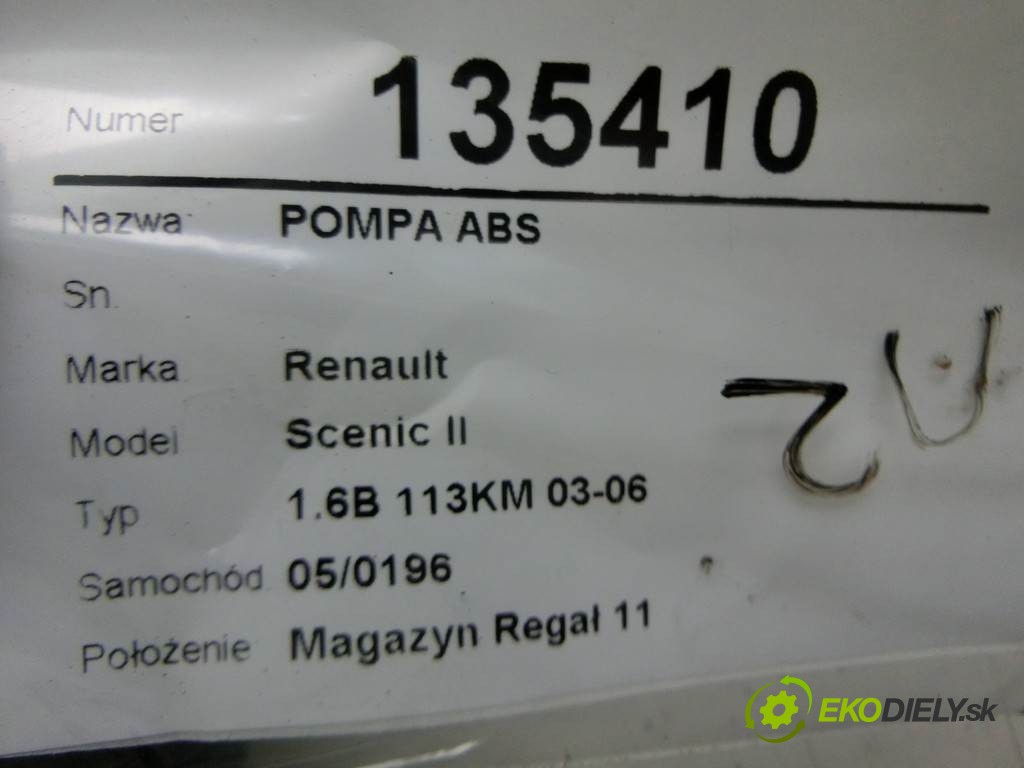 Numer 135410
Nazwa POMPA ABS
Sn.
Marka Renault
Model Scenic II
Typ 1.6B 113KM 03-06
Samochód 05/0196
Położenie Magazyn Regał 11
EKODIELY.sk